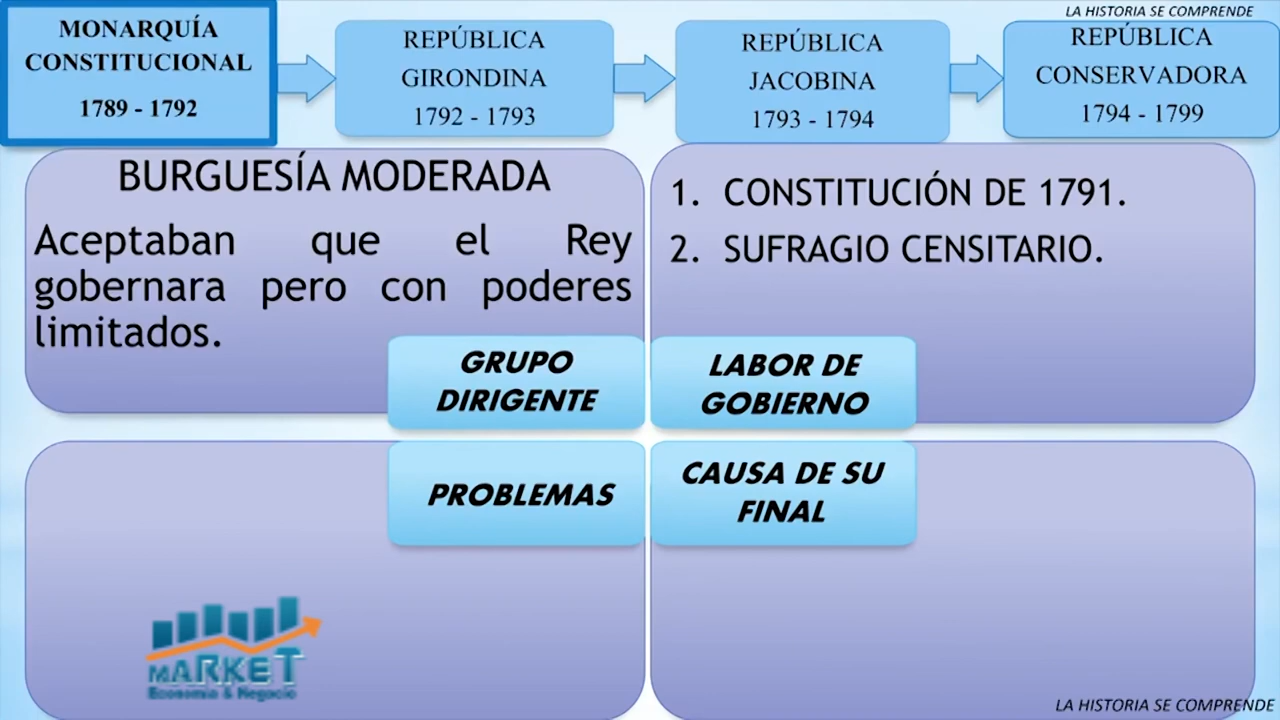 LA HISTORIA SE COMPRENDE
MONARQUÍA
CONSTITUCIONAL
1789 - 1792
REPÚBLICA
GIRONDINA
1792 - 1793
REPÚBLICA
JACOBINA
1793 - 1794
REPÚBLICA
CONSERVADORA
1794 - 1799
BURGUESÍA MODERADA
Aceptaban que el Rey
gobernara pero con poderes
limitados.
1. CONSTITUCIÓN DE 1791.
2. SUFRAGIO CENSITARIO.
GRUPO
DIRIGENTE
LABOR DE
GOBIERNO
PROBLEMAS
CAUSA DE SU
FINAL
MARKET
Economia & Negocio
LA HISTORIA SE COMPRENDE